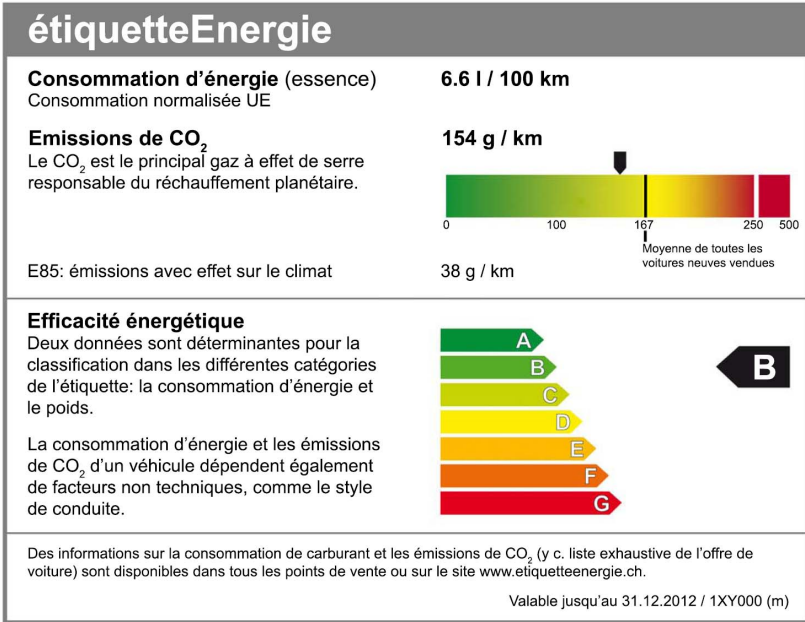 étiquetteEnergie
Consommation d’énergie (essence) 6.6 l / 100 km
Consommation normalisée UE
Emissions de CO₂ 154 g / km
Le CO₂ est le principal gaz à effet de serre
responsable du réchauffement planétaire.
0 100 167 250 500
Moyenne de toutes les
voitures neuves vendues
E85: émissions avec effet sur le climat 38 g / km
Efficacité énergétique
Deux données sont déterminantes pour la
classification dans les différentes catégories
de l’étiquette: la consommation d’énergie et
le poids.
La consommation d’énergie et les émissions
de CO₂ d’un véhicule dépendent également
de facteurs non techniques, comme le style
de conduite.
A
B
C
D
E
F
G
B
Des informations sur la consommation de carburant et les émissions de CO₂ (y c. liste exhaustive de l’offre de
voiture) sont disponibles dans tous les points de vente ou sur le site www.etiquetteenergie.ch.
Valable jusqu’au 31.12.2012 / 1XY000 (m)